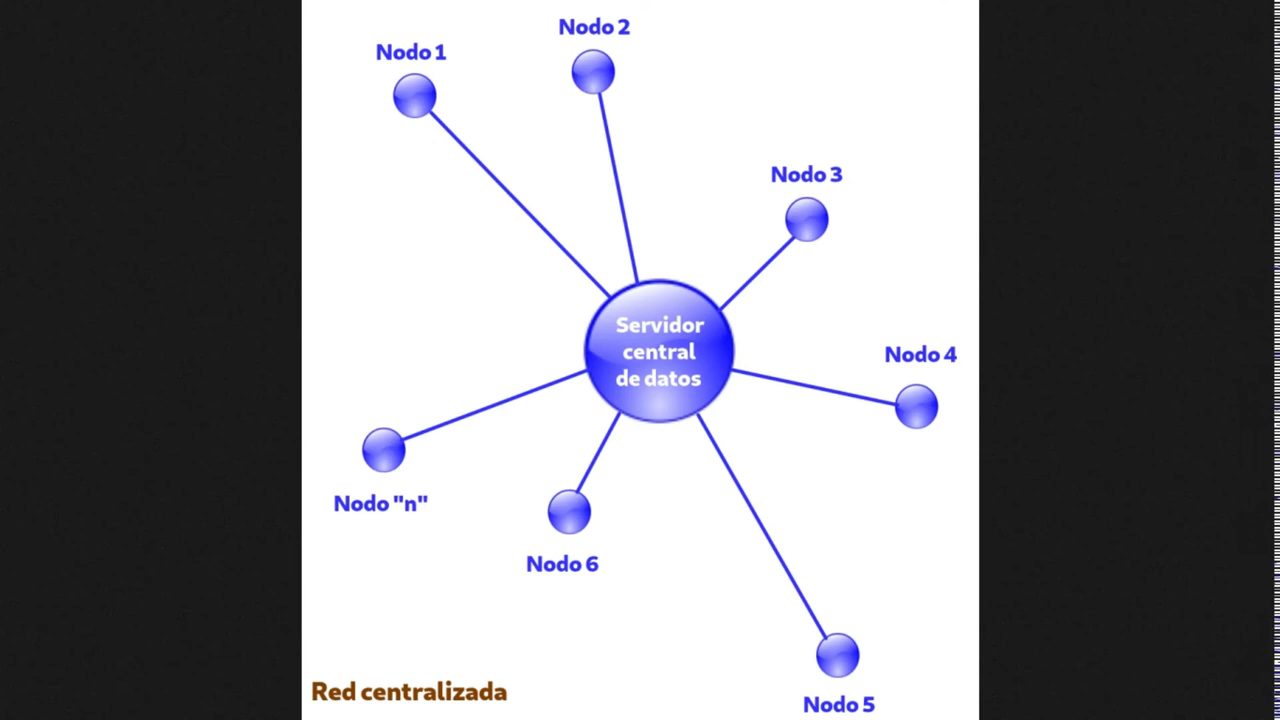 Nodo 2
Nodo 1
Nodo 3
Servidor
central
de datos
Nodo 4
Nodo "n"
Nodo 6
Red centralizada
Nodo 5